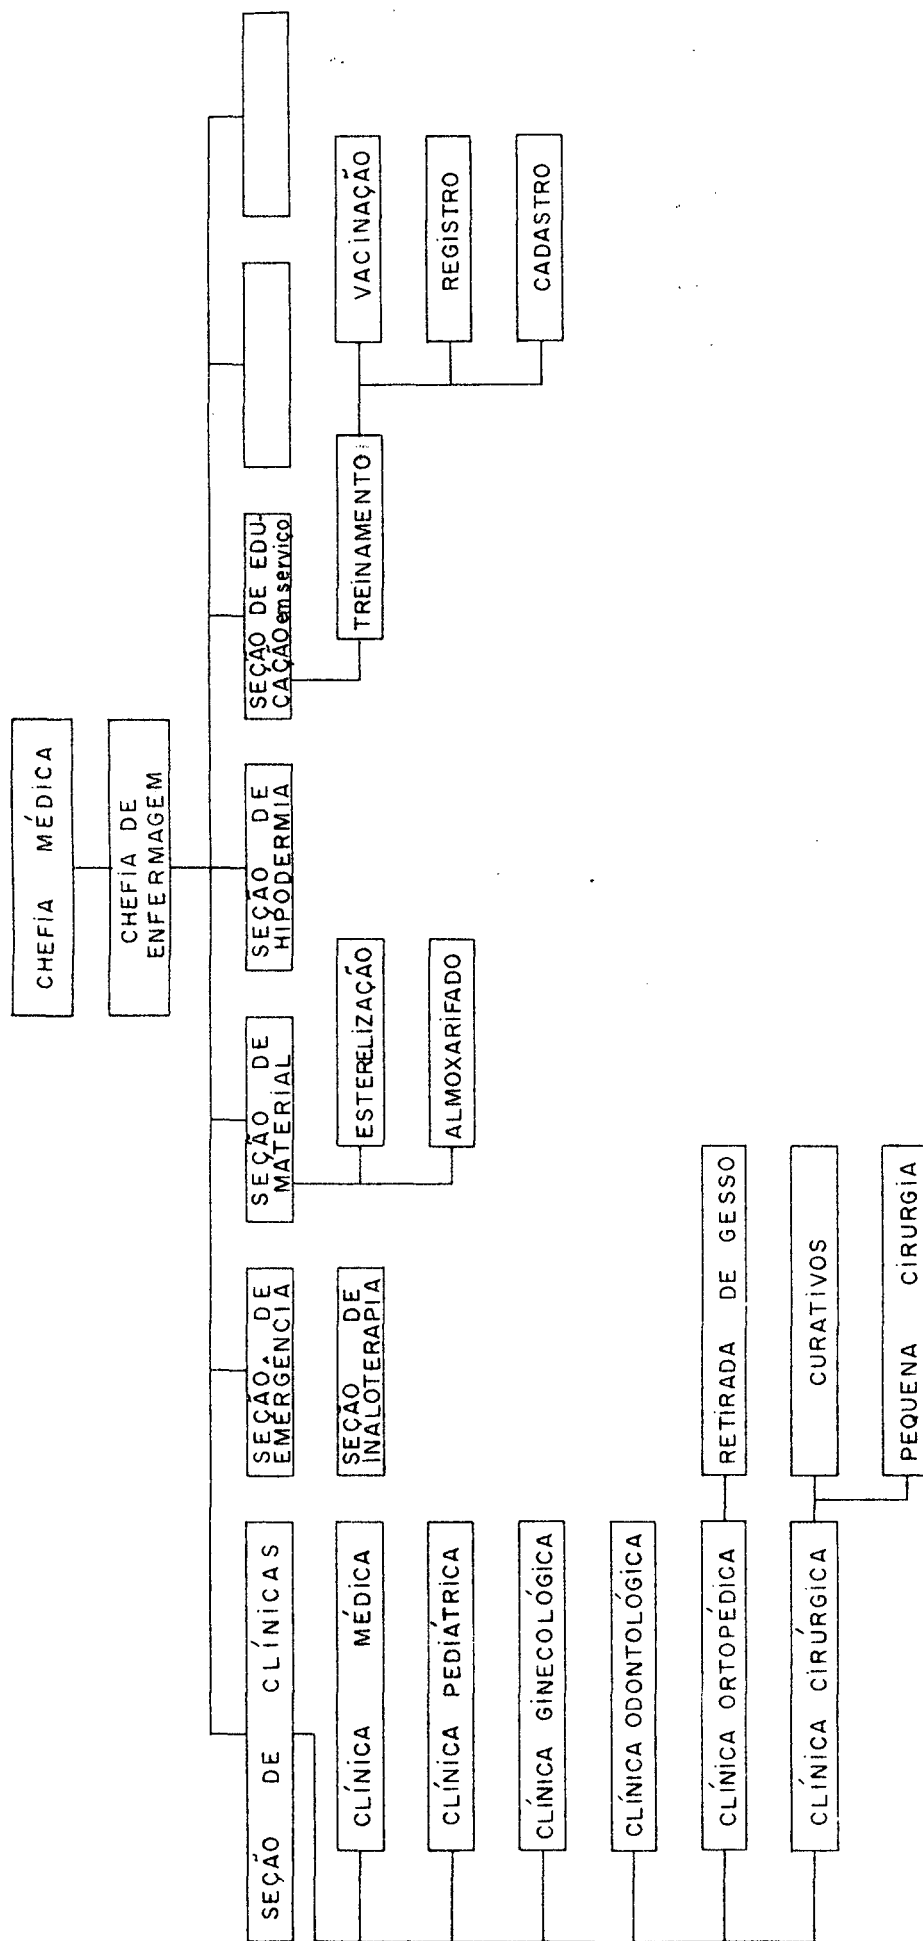 CHEFIA MÉDICA
CHEFIA DE
ENFERMAGEM
SEÇÃO DE CLÍNICAS
CLÍNICA MÉDICA
CLÍNICA PEDIÁTRICA
CLÍNICA GINECOLÓGICA
CLÍNICA ODONTOLÓGICA
CLÍNICA ORTOPÉDICA
RETIRADA DE GESSO
CLÍNICA CIRÚRGICA
CURATIVOS
PEQUENA CIRURGIA
SEÇÃO DE
EMERGÊNCIA
SEÇÃO DE
INALOTERAPIA
SEÇÃO DE
MATERIAL
ESTERELIZAÇÃO
ALMOXARIFADO
SEÇÃO DE
HIPODERMIA
SEÇÃO DE EDU-
CAÇÃO em serviço
TREINAMENTO
VACINAÇÃO
REGISTRO
CADASTRO